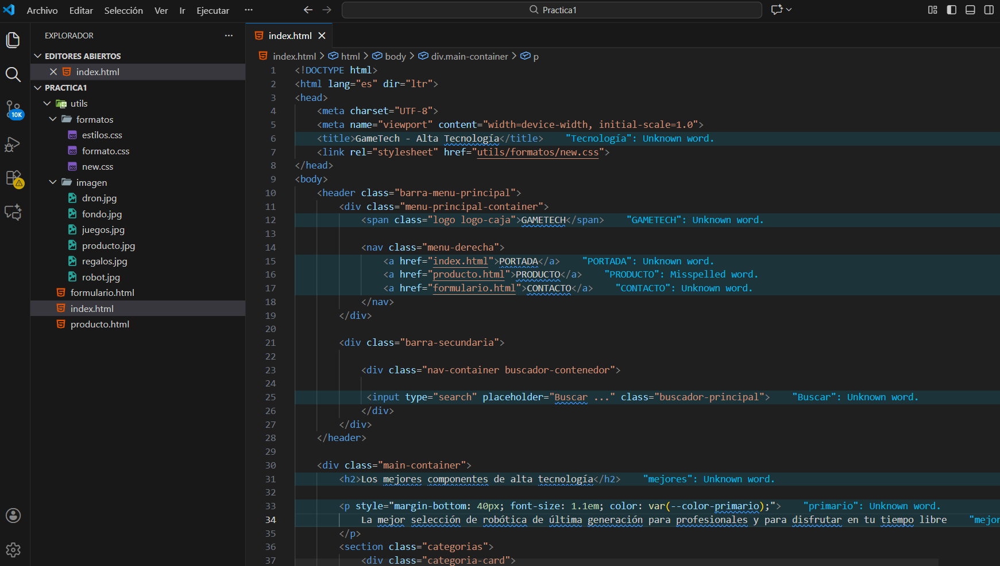 Archivo Editar Selección Ver Ir Ejecutar ··· Practica1
EXPLORADOR ···
EDITORES ABIERTOS
index.html
PRACTICA1
utils
formatos
estilos.css
formato.css
new.css
imagen
dron.jpg
fondo.jpg
juegos.jpg
producto.jpg
regalos.jpg
robot.jpg
formulario.html
index.html
producto.html
10K
index.html
index.html > html > body > div.main-container > p
1 <!DOCTYPE html>
2 <html lang="es" dir="ltr">
3 <head>
4 <meta charset="UTF-8">
5 <meta name="viewport" content="width=device-width, initial-scale=1.0">
6 <title>GameTech - Alta Tecnología</title> "Tecnología": Unknown word.
7 <link rel="stylesheet" href="utils/formatos/new.css">
8 </head>
9 <body>
10 <header class="barra-menu-principal">
11 <div class="menu-principal-container">
12 <span class="logo logo-caja">GAMETECH</span> "GAMETECH": Unknown word.
13
14 <nav class="menu-derecha">
15 <a href="index.html">PORTADA</a> "PORTADA": Unknown word.
16 <a href="producto.html">PRODUCTO</a> "PRODUCTO": Misspelled word.
17 <a href="formulario.html">CONTACTO</a> "CONTACTO": Unknown word.
18 </nav>
19 </div>
20
21 <div class="barra-secundaria">
22
23 <div class="nav-container buscador-contenedor">
24
25 <input type="search" placeholder="Buscar ..." class="buscador-principal"> "Buscar": Unknown word.
26 </div>
27 </div>
28 </header>
29
30 <div class="main-container">
31 <h2>Los mejores componentes de alta tecnología</h2> "mejores": Unknown word.
32
33 <p style="margin-bottom: 40px; font-size: 1.1em; color: var(--color-primario);"> "primario": Unknown word.
34 La mejor selección de robótica de última generación para profesionales y para disfrutar en tu tiempo libre "mejor
35 </p>
36 <section class="categorias">
37 <div class="categoria-card">